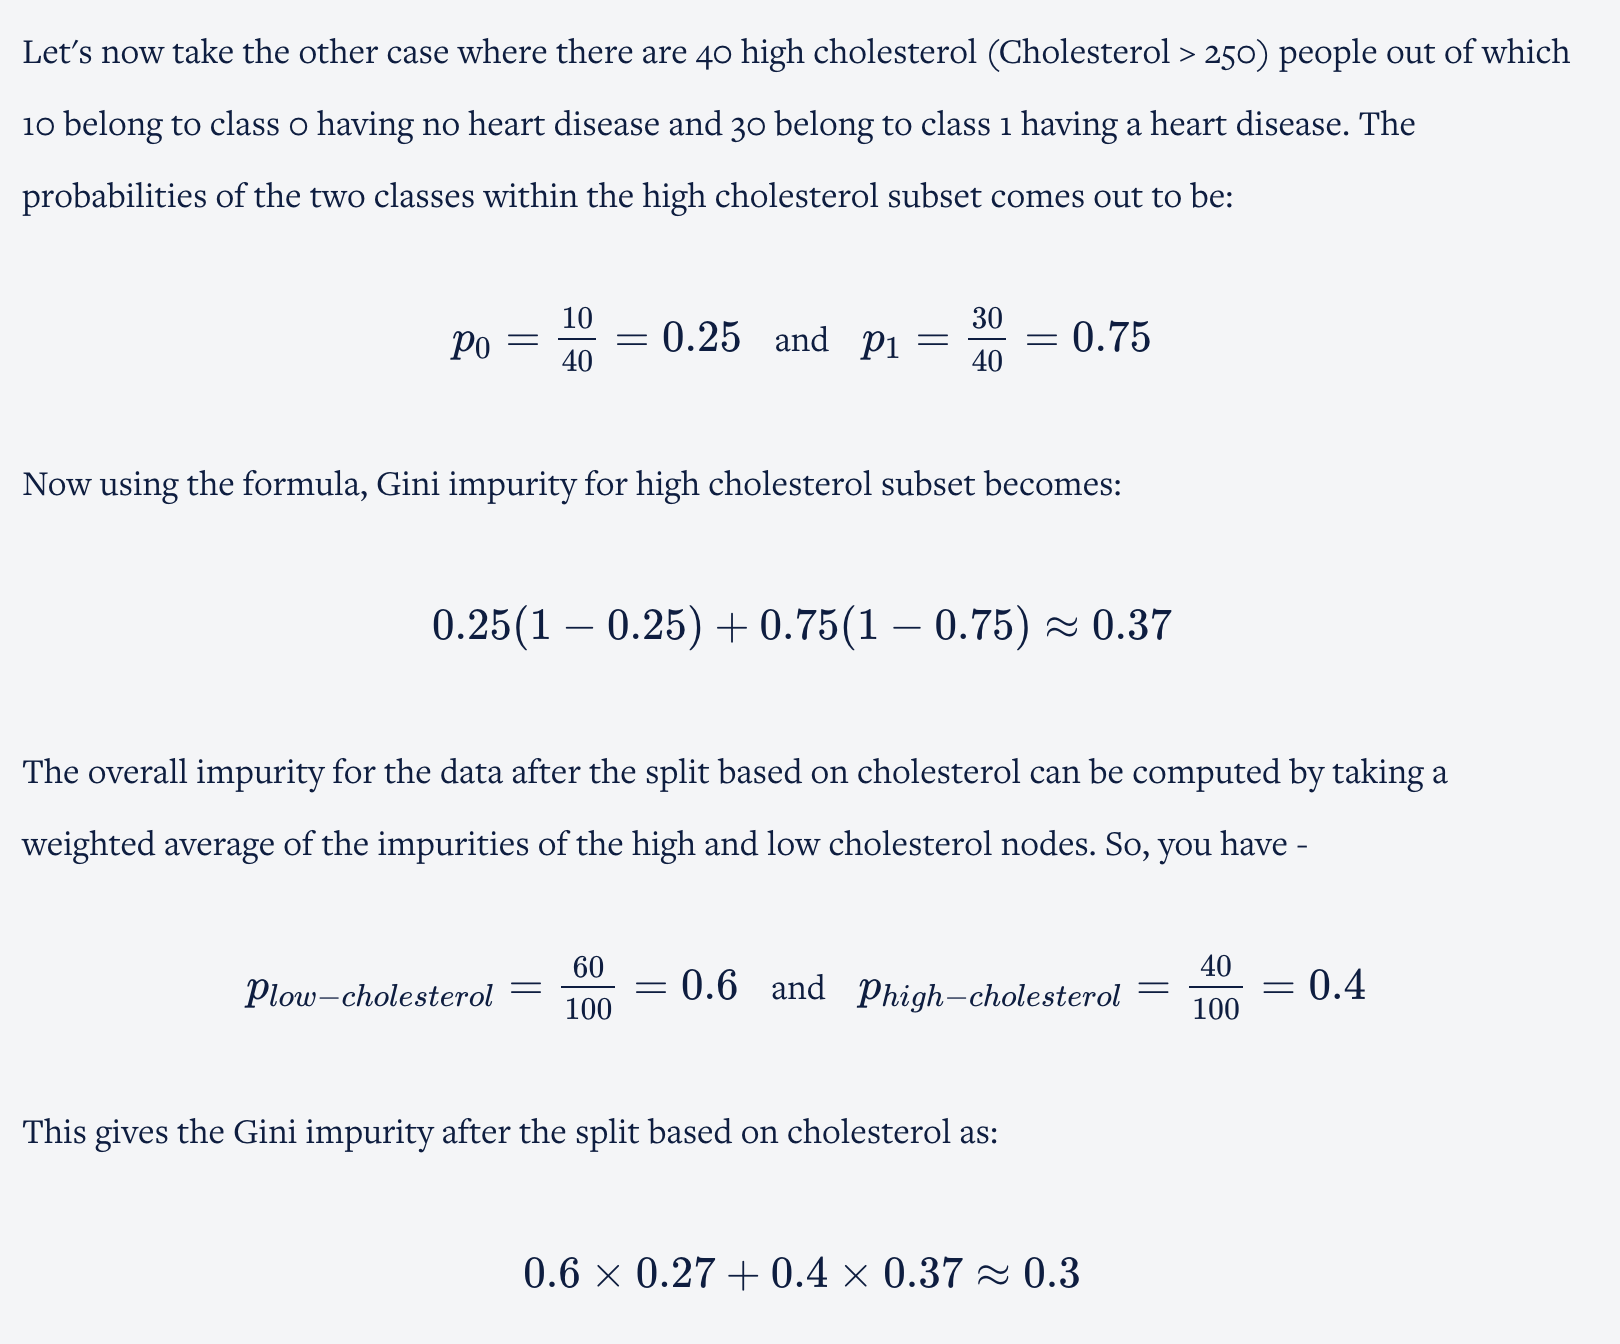 Let's now take the other case where there are 40 high cholesterol (Cholesterol > 250) people out of which
10 belong to class 0 having no heart disease and 30 belong to class 1 having a heart disease. The
probabilities of the two classes within the high cholesterol subset comes out to be:
p₀ = 10/40 = 0.25 and p₁ = 30/40 = 0.75
Now using the formula, Gini impurity for high cholesterol subset becomes:
0.25(1 − 0.25) + 0.75(1 − 0.75) ≈ 0.37
The overall impurity for the data after the split based on cholesterol can be computed by taking a
weighted average of the impurities of the high and low cholesterol nodes. So, you have -
p_{low−cholesterol} = 60/100 = 0.6 and p_{high−cholesterol} = 40/100 = 0.4
This gives the Gini impurity after the split based on cholesterol as:
0.6 × 0.27 + 0.4 × 0.37 ≈ 0.3